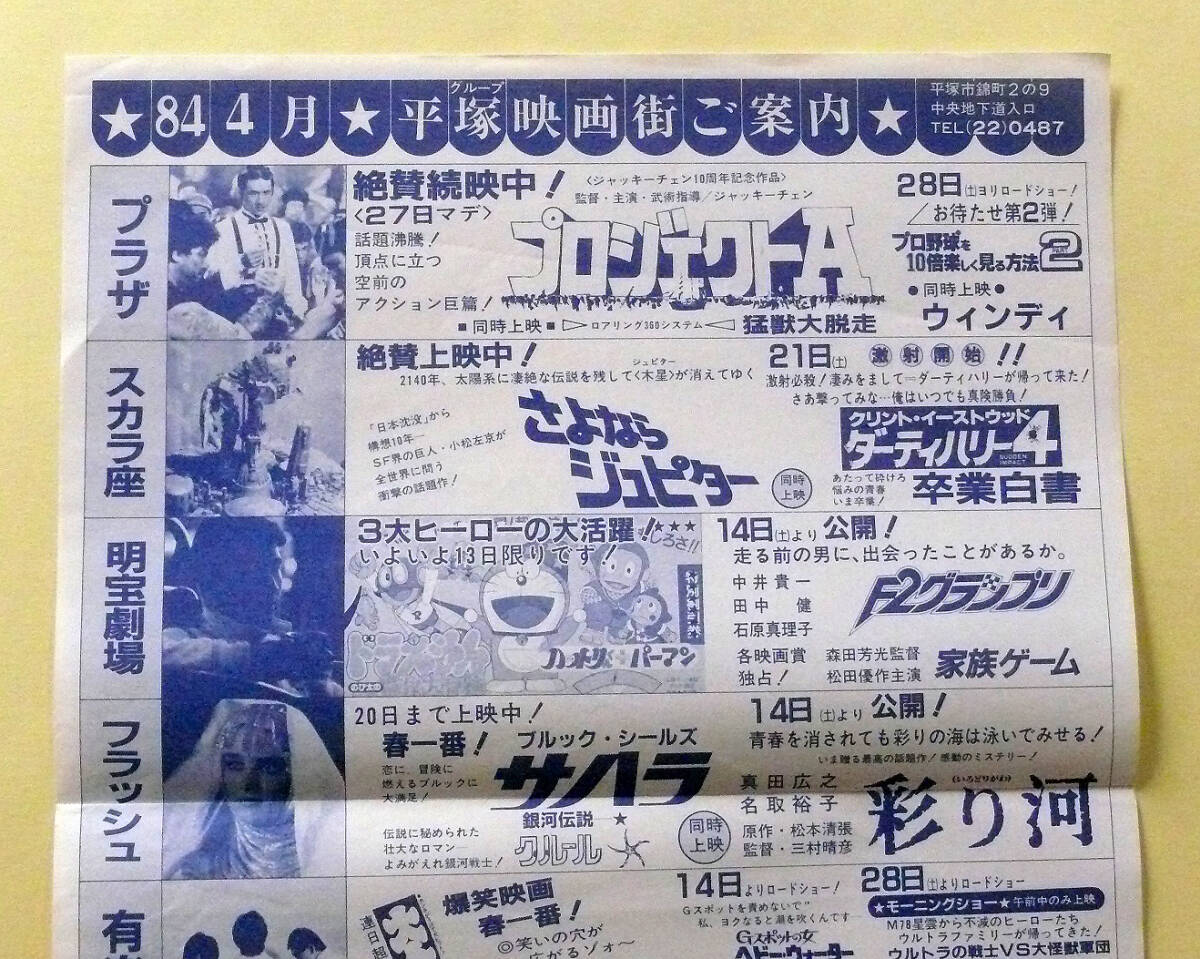 ★84 4月★平塚グループ映画街ご案内★
平塚市錦町2の9
中央地下道入口
TEL(22)0487
プラザ
絶賛続映中!
〈27日マデ〉
話題沸騰!
頂点に立つ
空前の
アクション巨篇!
〈ジャッキーチェン10周年記念作品〉
監督・主演・武術指導/ジャッキーチェン
プロジェクトA
■同時上映■
ロアリング360システム
猛獣大脱走
28日(土)ヨリロードショー!
お待たせ第2弾!
プロ野球を
10倍楽しく見る方法
PART2
●同時上映●
ウィンディ
スカラ座
絶賛上映中!
2140年、太陽系に凄絶な伝説を残して〈木星〉が消えてゆく
ジュピター
「日本沈没」から
構想10年—
SF界の巨人・小松左京が
全世界に問う
衝撃の話題作!
さよなら
ジュピター
同時
上映
21日(土)激射開始!!
激射必殺!凄みをまして=ダーティハリーが帰って来た!
さあ撃ってみな…俺はいつでも真険勝負!
クリント・イーストウッド
ダーティハリー4
SUDDEN
IMPACT
あたって砕けろ
悩みの青春
いま卒業!
卒業白書
明宝劇場
3太ヒーローの大活躍!
いよいよ13日限りです!
★★★
しろさ!!
ドラえもん
のび太の
ハットリくん+パーマン
14日(土)より公開!
走る前の男に、出会ったことがあるか。
中井貴一
田中 健
石原真理子
F2グランプリ
各映画賞
独占!
森田芳光監督
松田優作主演
家族ゲーム
フラッシュ
20日まで上映中!
春一番!
恋に、冒険に
燃えるブルックに
大満足!
ブルック・シールズ
サハラ
伝説に秘められた
壮大なロマン—
よみがえれ銀河戦士!
銀河伝説
クルール
同時
上映
14日(土)より公開!
青春を消されても彩りの海は泳いでみせる!
いま贈る最高の話題作!感動のミステリー!
真田広之
名取裕子
原作・松本清張
監督・三村晴彦
(いろどりがわ)
彩り河
有
連日超
爆笑映画
春一番!
◎笑いの穴が
広がるゾォ〜
14日よりロードショー!
Gスポットを責めないで"
私、ヨクなると潮を吹くんです
Gスポットの女
ヘビー・ウォーター
28日(土)よりロードショー
★モーニングショー★午前中のみ上映
M78星雲から不滅のヒーローたち
ウルトラファミリーが帰ってきた!
ウルトラの戦士VS大怪獣軍団